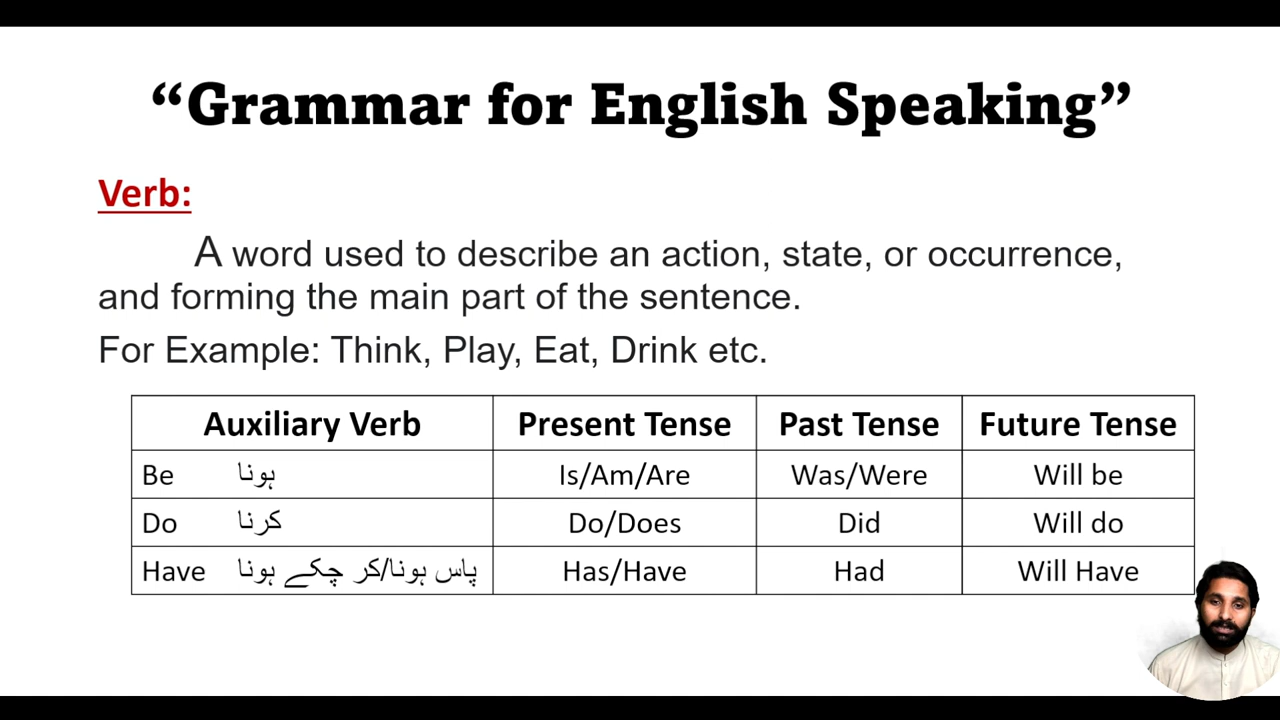 “Grammar for English Speaking”
Verb:
A word used to describe an action, state, or occurrence,
and forming the main part of the sentence.
For Example: Think, Play, Eat, Drink etc.
Auxiliary Verb Present Tense Past Tense Future Tense
Be ہونا Is/Am/Are Was/Were Will be
Do کرنا Do/Does Did Will do
Have پاس ہونا/کر چکے ہونا Has/Have Had Will Have